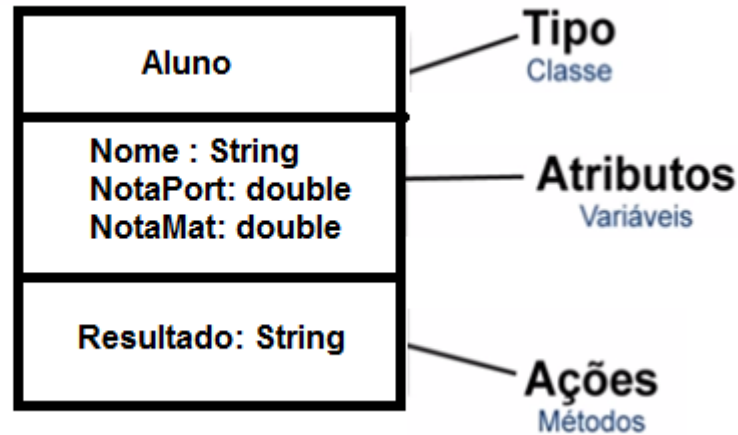 Aluno
Tipo
Classe
Nome : String
NotaPort: double
NotaMat: double
Atributos
Variáveis
Resultado: String
Ações
Métodos